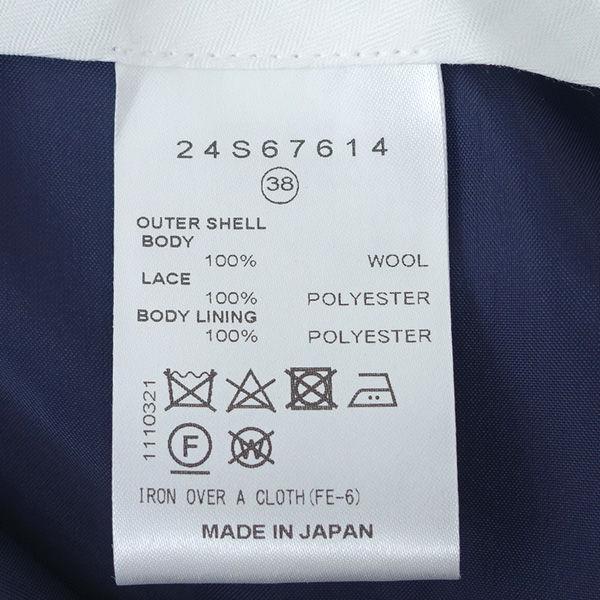 24S67614
38
OUTER SHELL
BODY
100% WOOL
LACE
100% POLYESTER
BODY LINING
100% POLYESTER
1110321
F W
IRON OVER A CLOTH(FE-6)
MADE IN JAPAN